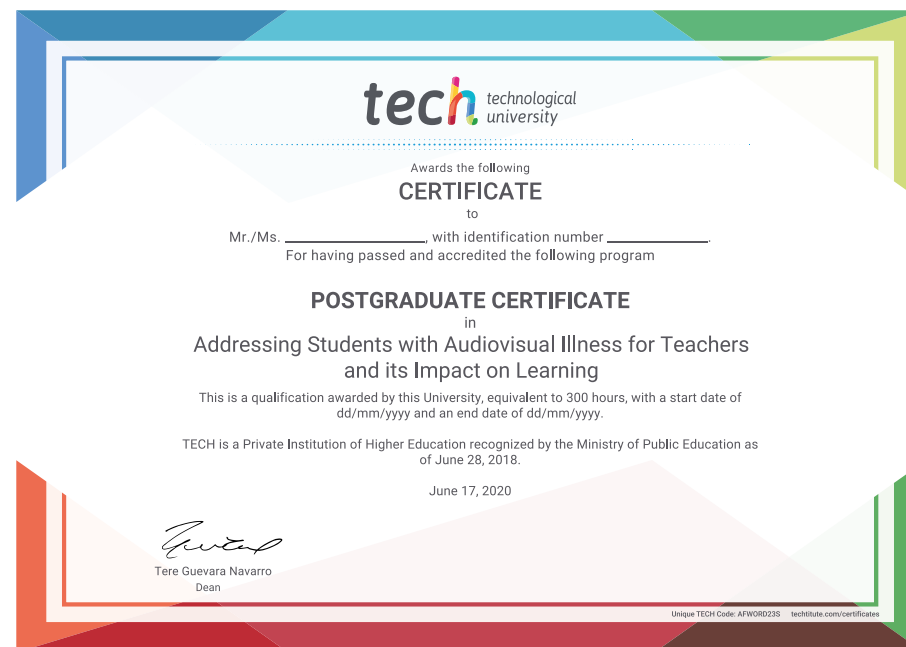 tech technological
university
Awards the following
CERTIFICATE
to
Mr./Ms. ____________, with identification number _________.
For having passed and accredited the following program
POSTGRADUATE CERTIFICATE
in
Addressing Students with Audiovisual Illness for Teachers
and its Impact on Learning
This is a qualification awarded by this University, equivalent to 300 hours, with a start date of
dd/mm/yyyy and an end date of dd/mm/yyyy.
TECH is a Private Institution of Higher Education recognized by the Ministry of Public Education as
of June 28, 2018.
June 17, 2020
Tere Guevara Navarro
Dean
Unique TECH Code: AFWORD23S techtitute.com/certificates